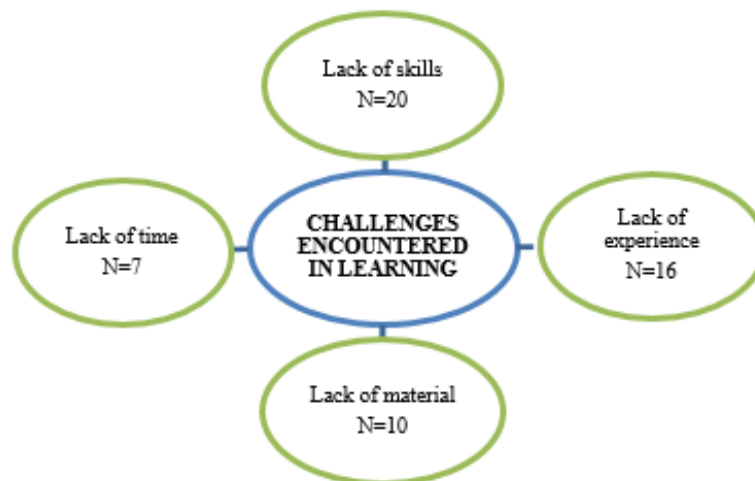 Lack of skills
N=20
Lack of time
N=7
CHALLENGES
ENCOUNTERED
IN LEARNING
Lack of
experience
N=16
Lack of material
N=10